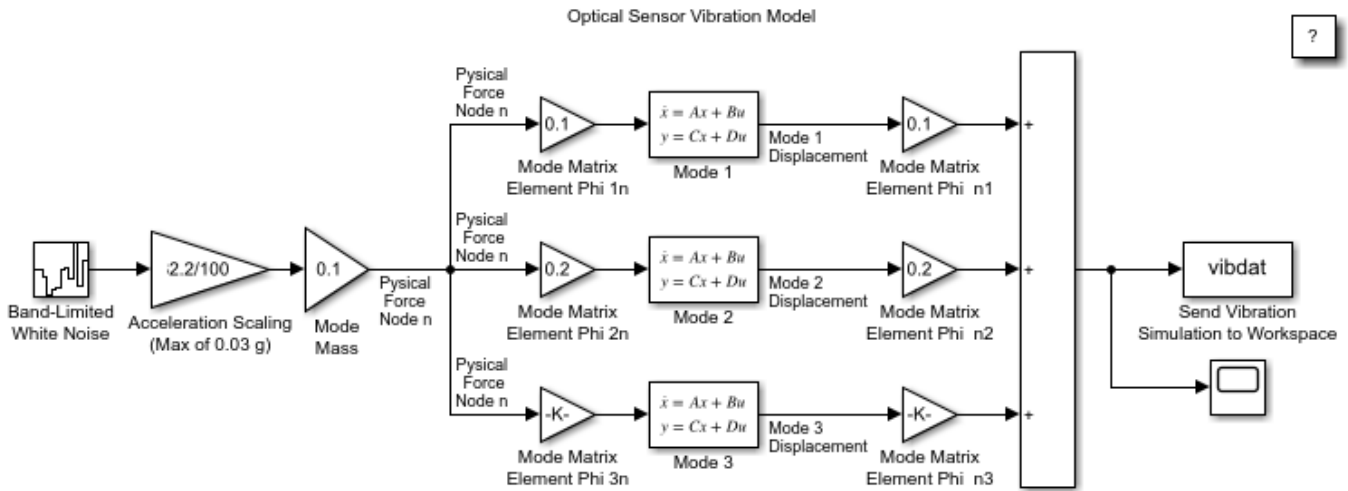 Optical Sensor Vibration Model
?
Pysical
Force
Node n
0.1
ẋ = Ax + Bu
y = Cx + Du
Mode 1
Displacement
0.1
+
Mode Matrix
Element Phi 1n
Mode 1
Mode Matrix
Element Phi n1
Band-Limited
White Noise
2.2/100
Acceleration Scaling
(Max of 0.03 g)
0.1
Mode
Mass
Pysical
Force
Node n
Pysical
Force
Node n
0.2
ẋ = Ax + Bu
y = Cx + Du
Mode 2
Displacement
0.2
+
Mode Matrix
Element Phi 2n
Mode 2
Mode Matrix
Element Phi n2
vibdat
Send Vibration
Simulation to Workspace
Pysical
Force
Node n
-K-
ẋ = Ax + Bu
y = Cx + Du
Mode 3
Displacement
-K-
+
Mode Matrix
Element Phi 3n
Mode 3
Mode Matrix
Element Phi n3